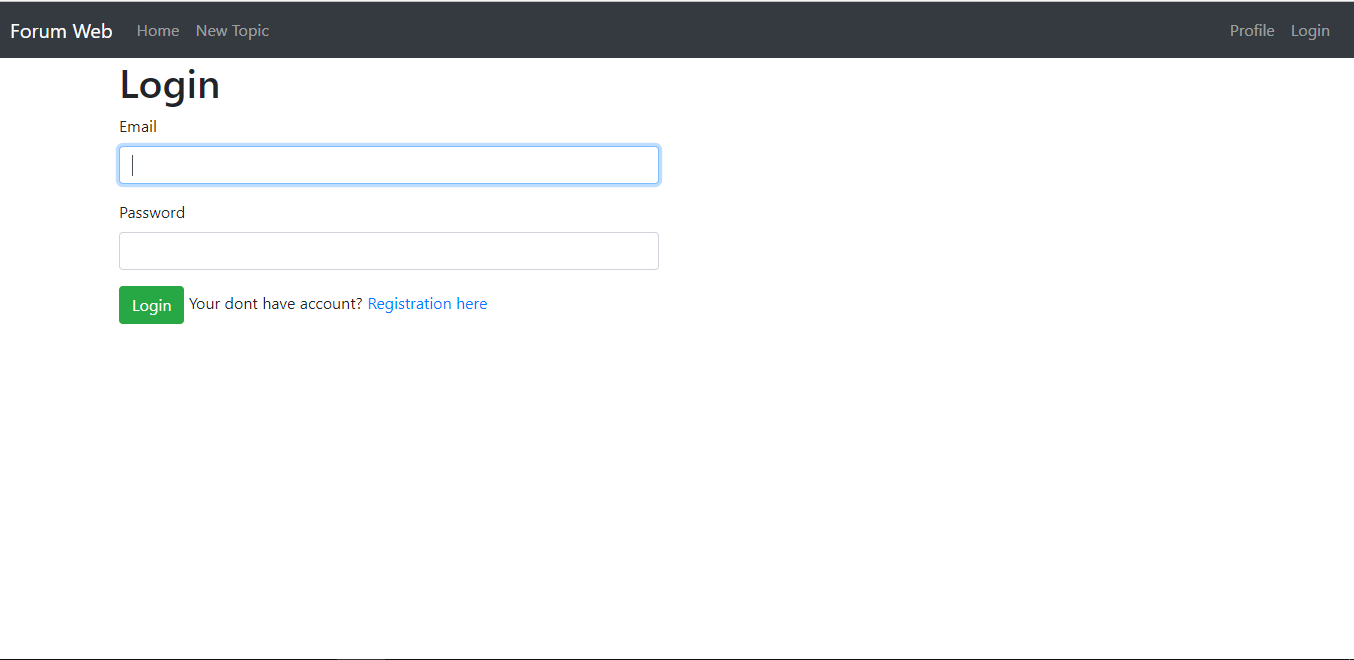 Forum Web Home New Topic Profile Login
Login
Email
Password
Login Your dont have account? Registration here